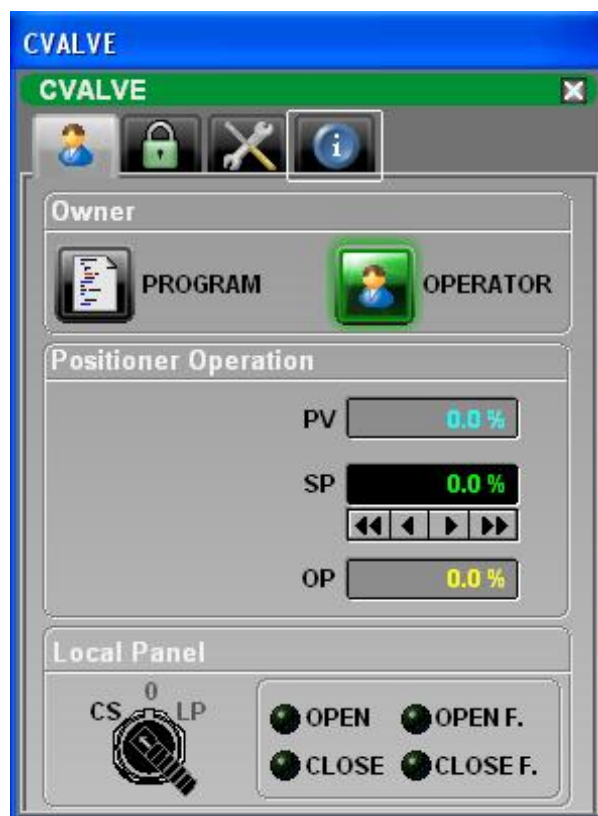 CVALVE
CVALVE
Owner
PROGRAM OPERATOR
Positioner Operation
PV 0.0 %
SP 0.0 %
OP 0.0 %
Local Panel
0
CS LP
OPEN OPEN F.
CLOSE CLOSE F.